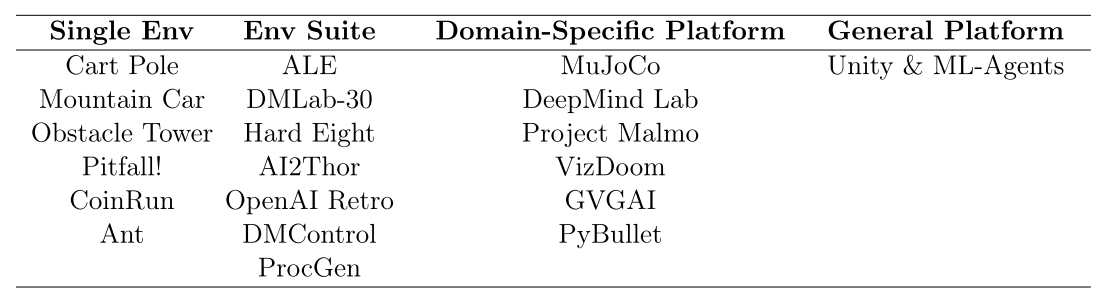 Single Env Env Suite Domain-Specific Platform General Platform
Cart Pole ALE MuJoCo Unity & ML-Agents
Mountain Car DMLab-30 DeepMind Lab
Obstacle Tower Hard Eight Project Malmo
Pitfall! AI2Thor VizDoom
CoinRun OpenAI Retro GVGAI
Ant DMControl PyBullet
ProcGen